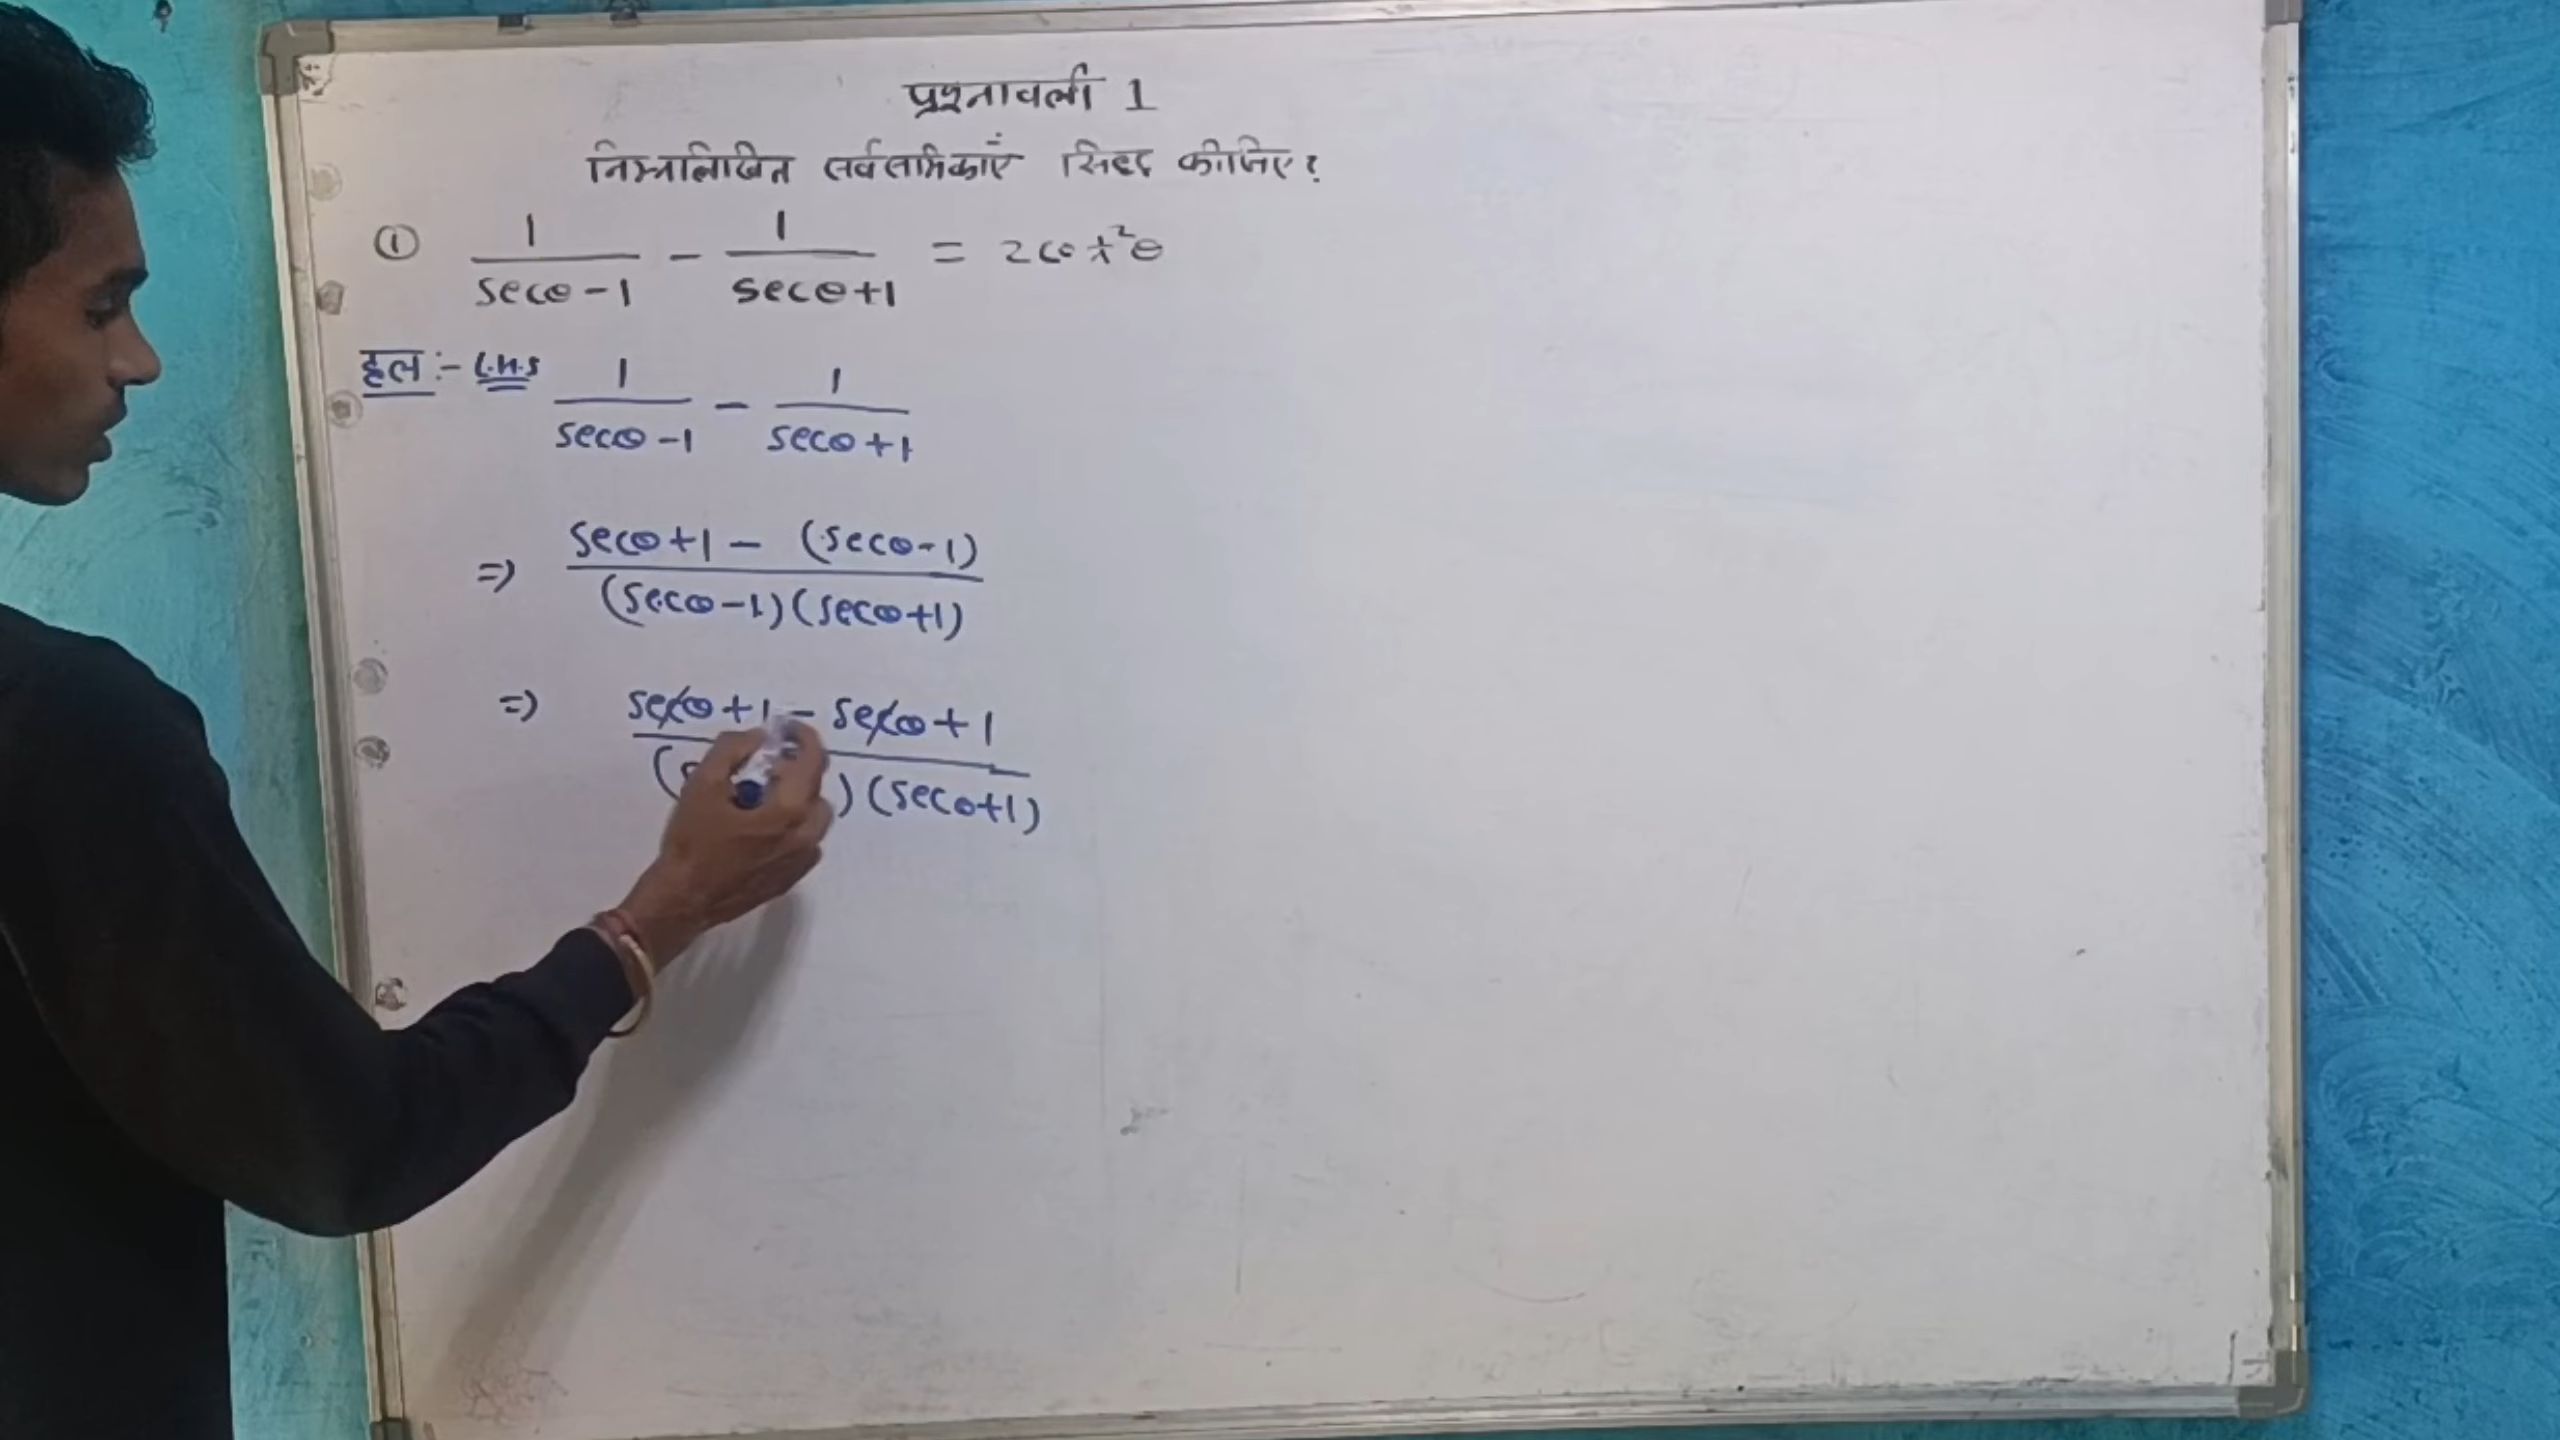 प्रश्नावली 1
निम्नलिखित सर्वसमिकाएँ सिद्ध कीजिए?
① 1/(secθ-1) - 1/(secθ+1) = 2cot²θ
हल:- L.H.S 1/(secθ-1) - 1/(secθ+1)
=> (secθ+1 - (secθ-1))/((secθ-1)(secθ+1))
=> (secθ+1 - secθ+1)/( )(secθ+1)